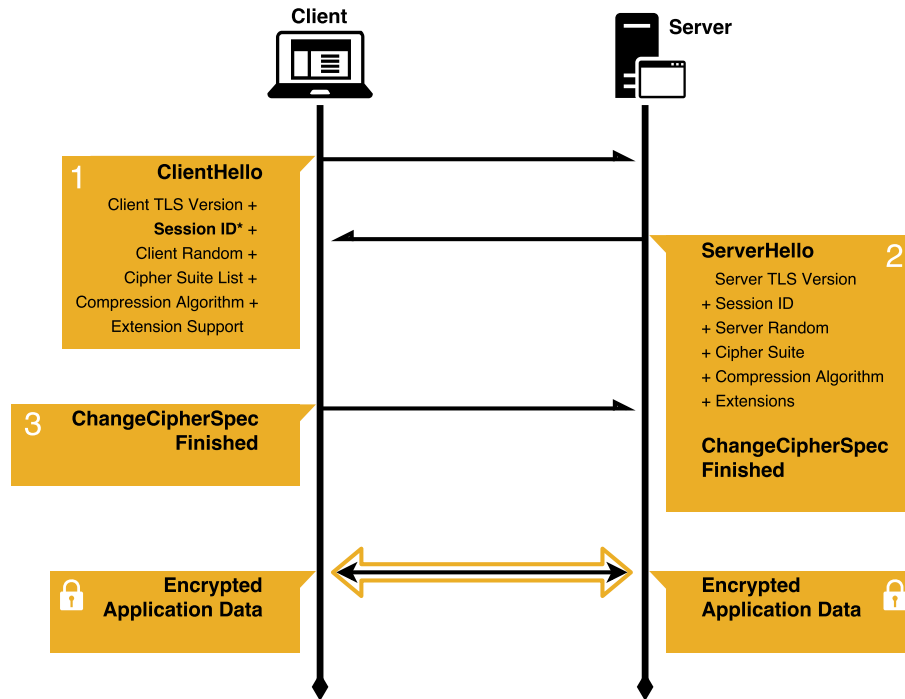 Client
Server
1
ClientHello
Client TLS Version +
Session ID* +
Client Random +
Cipher Suite List +
Compression Algorithm +
Extension Support
2
ServerHello
Server TLS Version
+ Session ID
+ Server Random
+ Cipher Suite
+ Compression Algorithm
+ Extensions
ChangeCipherSpec
Finished
3
ChangeCipherSpec
Finished
Encrypted
Application Data
Encrypted
Application Data